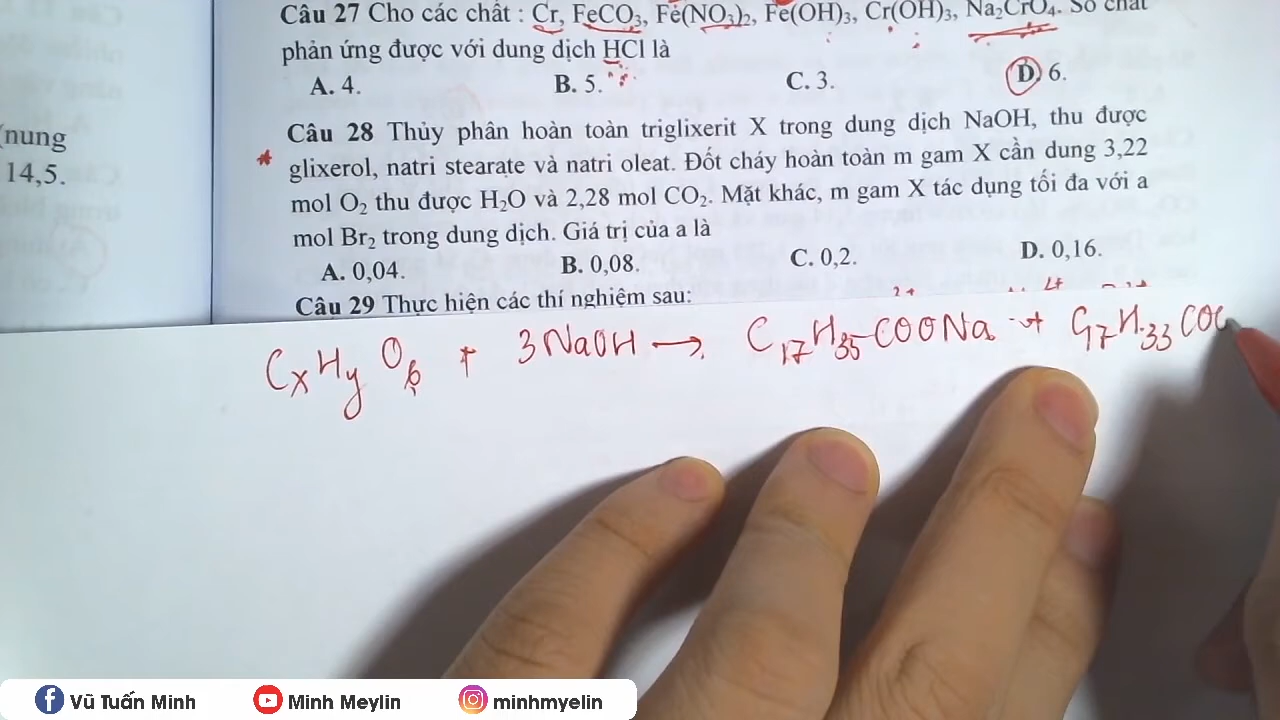 Câu 27 Cho các chất : Cr, FeCO₃, Fe(NO₃)₂, Fe(OH)₃, Cr(OH)₃, Na₂CrO₄. Số chất
phản ứng được với dung dịch HCl là
A. 4. B. 5. C. 3. D. 6.
(nung
14,5.
Câu 28 Thủy phân hoàn toàn triglixerit X trong dung dịch NaOH, thu được
glixerol, natri stearate và natri oleat. Đốt cháy hoàn toàn m gam X cần dung 3,22
mol O₂ thu được H₂O và 2,28 mol CO₂. Mặt khác, m gam X tác dụng tối đa với a
mol Br₂ trong dung dịch. Giá trị của a là
A. 0,04. B. 0,08. C. 0,2. D. 0,16.
Câu 29 Thực hiện các thí nghiệm sau:
CxHyO₆ + 3NaOH → C₁₇H₃₅COONa + C₁₇H₃₃COO
Vũ Tuấn Minh Minh Meylin minhmyelin